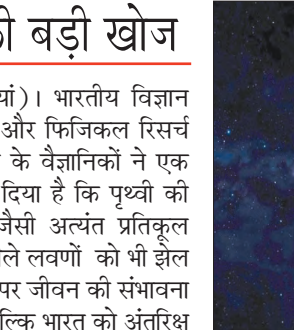 बड़ी खोज
यां)। भारतीय विज्ञान
और फिजिकल रिसर्च
के वैज्ञानिकों ने एक
दिया है कि पृथ्वी की
जैसी अत्यंत प्रतिकूल
लवणों को भी झेल
पर जीवन की संभावना
भारत को अंतरिक्ष